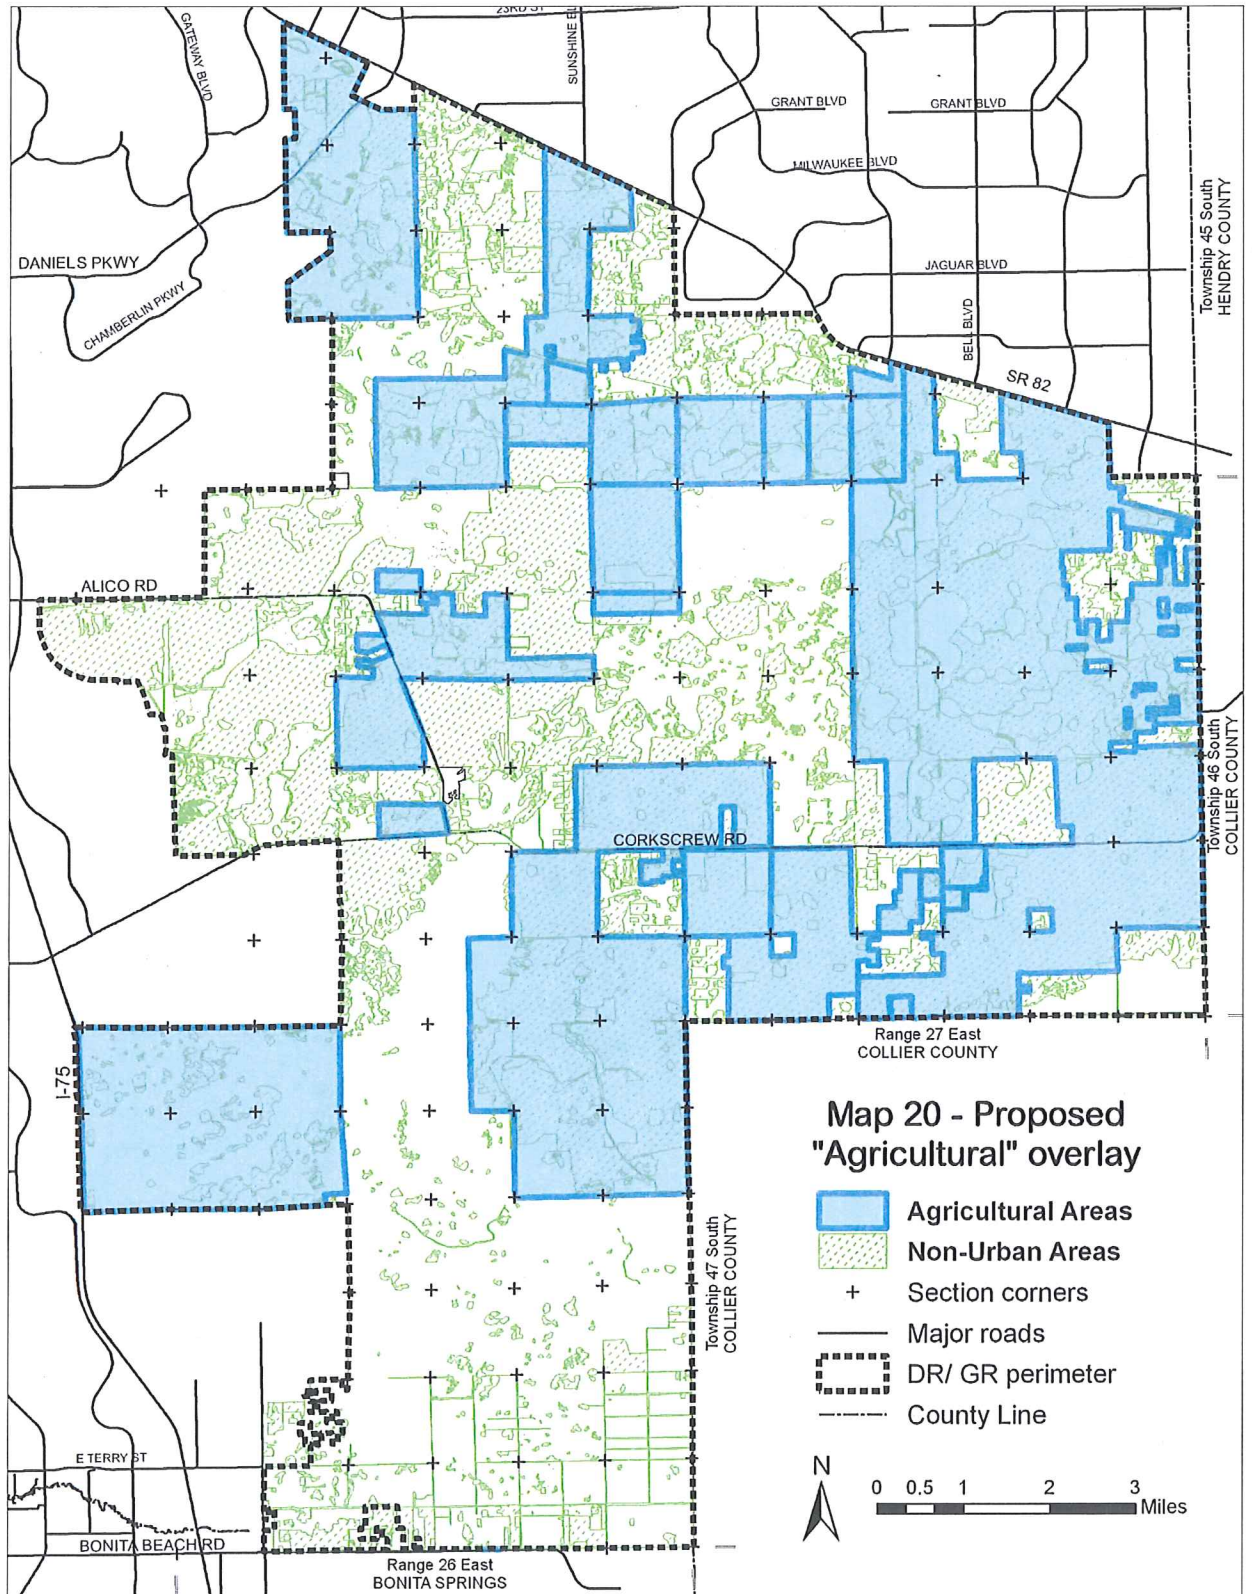 23RD ST
GATEWAY BLVD
GRANT BLVD
GRANT BLVD
MILWAUKEE BLVD
Township 45 South
HENDRY COUNTY
DANIELS PKWY
JAGUAR BLVD
CHAMBERLIN PKWY
BELL BLVD
SR 82
ALICO RD
Township 46 South
COLLIER COUNTY
CORKSCREW RD
Range 27 East
COLLIER COUNTY
I-75
Map 20 - Proposed
"Agricultural" overlay
Agricultural Areas
Non-Urban Areas
Section corners
Major roads
DR/ GR perimeter
County Line
Township 47 South
COLLIER COUNTY
E TERRY ST
N
0 0.5 1 2 3
Miles
BONITA BEACH RD
Range 26 East
BONITA SPRINGS